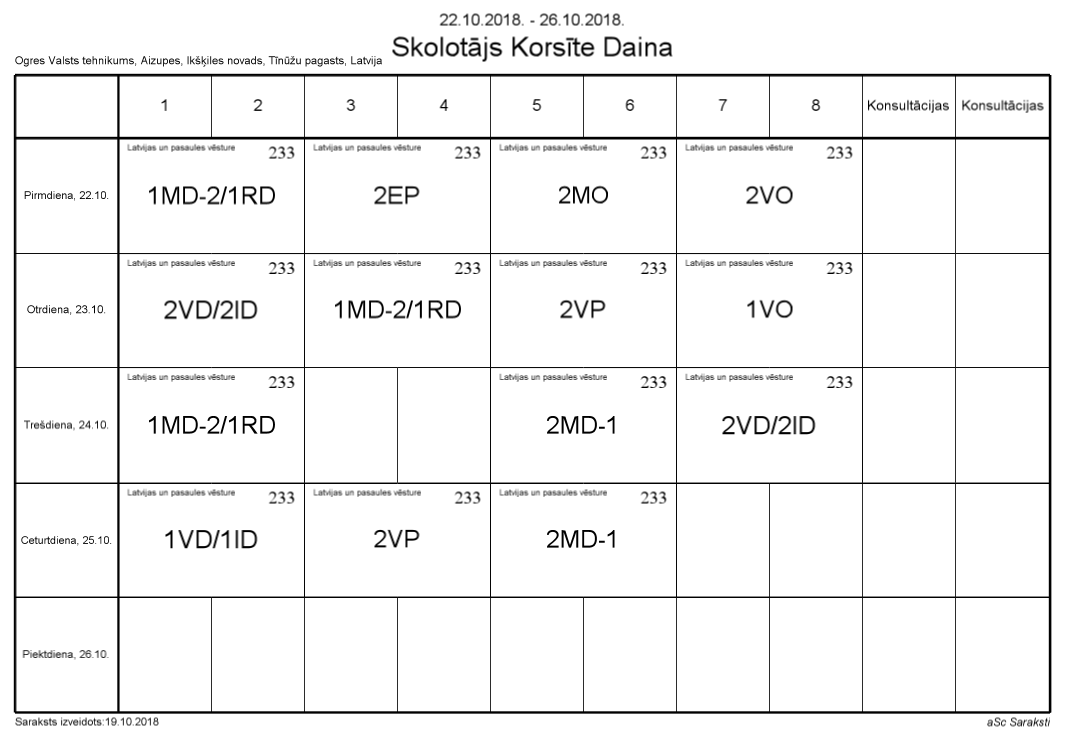 22.10.2018. - 26.10.2018.
Skolotājs Korsīte Daina
Ogres Valsts tehnikums, Aizupes, Ikšķiles novads, Tīnūžu pagasts, Latvija
1 2 3 4 5 6 7 8 Konsultācijas Konsultācijas
Latvijas un pasaules vēsture 233 Latvijas un pasaules vēsture 233 Latvijas un pasaules vēsture 233 Latvijas un pasaules vēsture 233
Pirmdiena, 22.10. 1MD-2/1RD 2EP 2MO 2VO
Latvijas un pasaules vēsture 233 Latvijas un pasaules vēsture 233 Latvijas un pasaules vēsture 233 Latvijas un pasaules vēsture 233
Otrdiena, 23.10. 2VD/2ID 1MD-2/1RD 2VP 1VO
Latvijas un pasaules vēsture 233 Latvijas un pasaules vēsture 233 Latvijas un pasaules vēsture 233
Trešdiena, 24.10. 1MD-2/1RD 2MD-1 2VD/2ID
Latvijas un pasaules vēsture 233 Latvijas un pasaules vēsture 233 Latvijas un pasaules vēsture 233
Ceturtdiena, 25.10. 1VD/1ID 2VP 2MD-1
Piektdiena, 26.10.
Saraksts izveidots:19.10.2018 aSc Saraksti